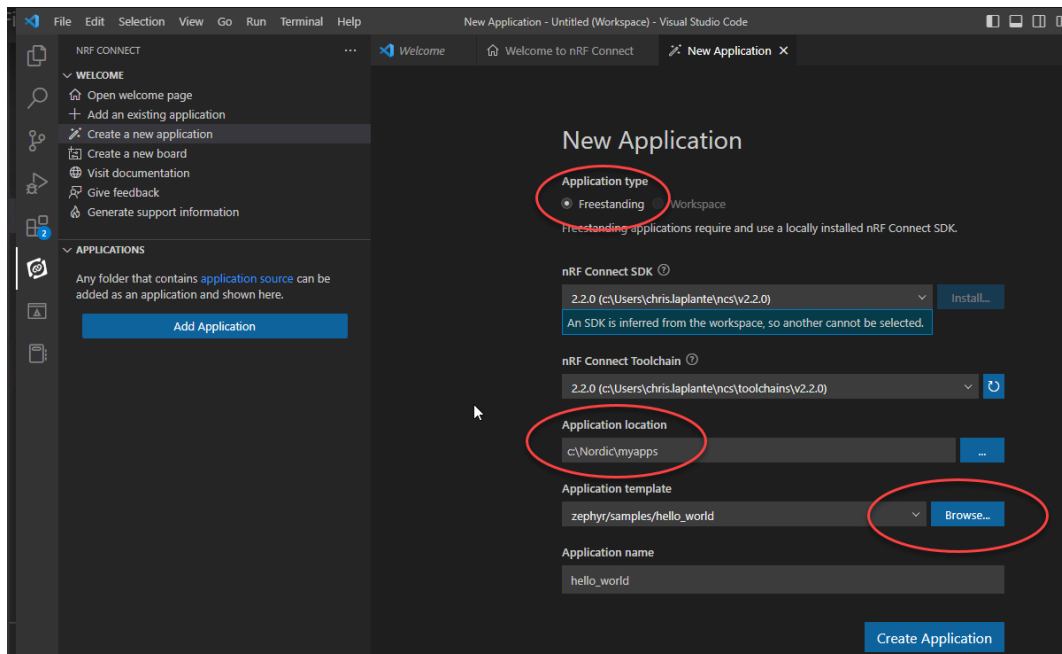 File Edit Selection View Go Run Terminal Help
New Application - Untitled (Workspace) - Visual Studio Code
NRF CONNECT
Welcome
Welcome to nRF Connect
New Application
WELCOME
Open welcome page
Add an existing application
Create a new application
Create a new board
Visit documentation
Give feedback
Generate support information
APPLICATIONS
Any folder that contains application source can be
added as an application and shown here.
Add Application
2
New Application
Application type
Freestanding Workspace
Freestanding applications require and use a locally installed nRF Connect SDK.
nRF Connect SDK
2.2.0 (c:\Users\chris.laplante\ncs\v2.2.0) Install...
An SDK is inferred from the workspace, so another cannot be selected.
nRF Connect Toolchain
2.2.0 (c:\Users\chris.laplante\ncs\toolchains\v2.2.0)
Application location
c:\Nordic\myapps ...
Application template
zephyr/samples/hello_world Browse...
Application name
hello_world
Create Application